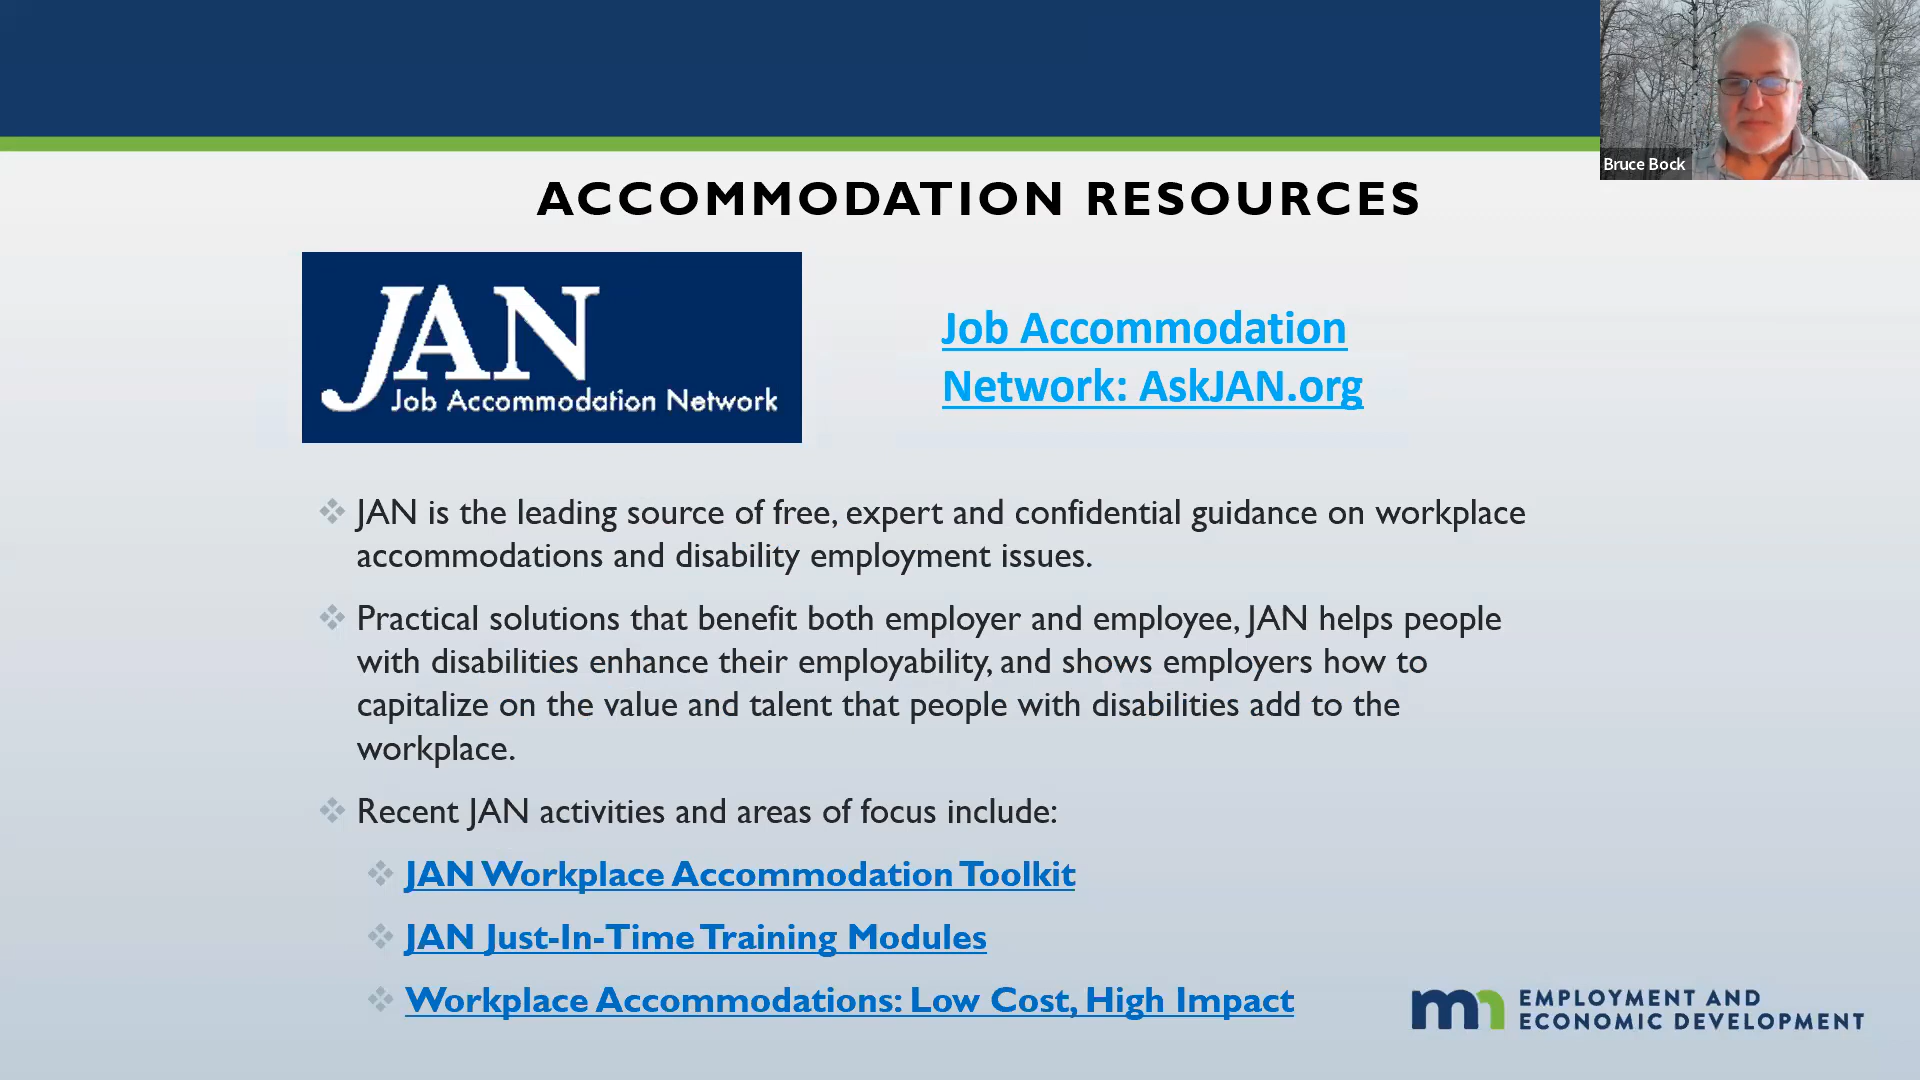 Bruce Bock
ACCOMMODATION RESOURCES
JAN
Job Accommodation Network
Job Accommodation
Network: AskJAN.org
JAN is the leading source of free, expert and confidential guidance on workplace
accommodations and disability employment issues.
Practical solutions that benefit both employer and employee, JAN helps people
with disabilities enhance their employability, and shows employers how to
capitalize on the value and talent that people with disabilities add to the
workplace.
Recent JAN activities and areas of focus include:
JAN Workplace Accommodation Toolkit
JAN Just-In-Time Training Modules
Workplace Accommodations: Low Cost, High Impact
mn EMPLOYMENT AND
ECONOMIC DEVELOPMENT